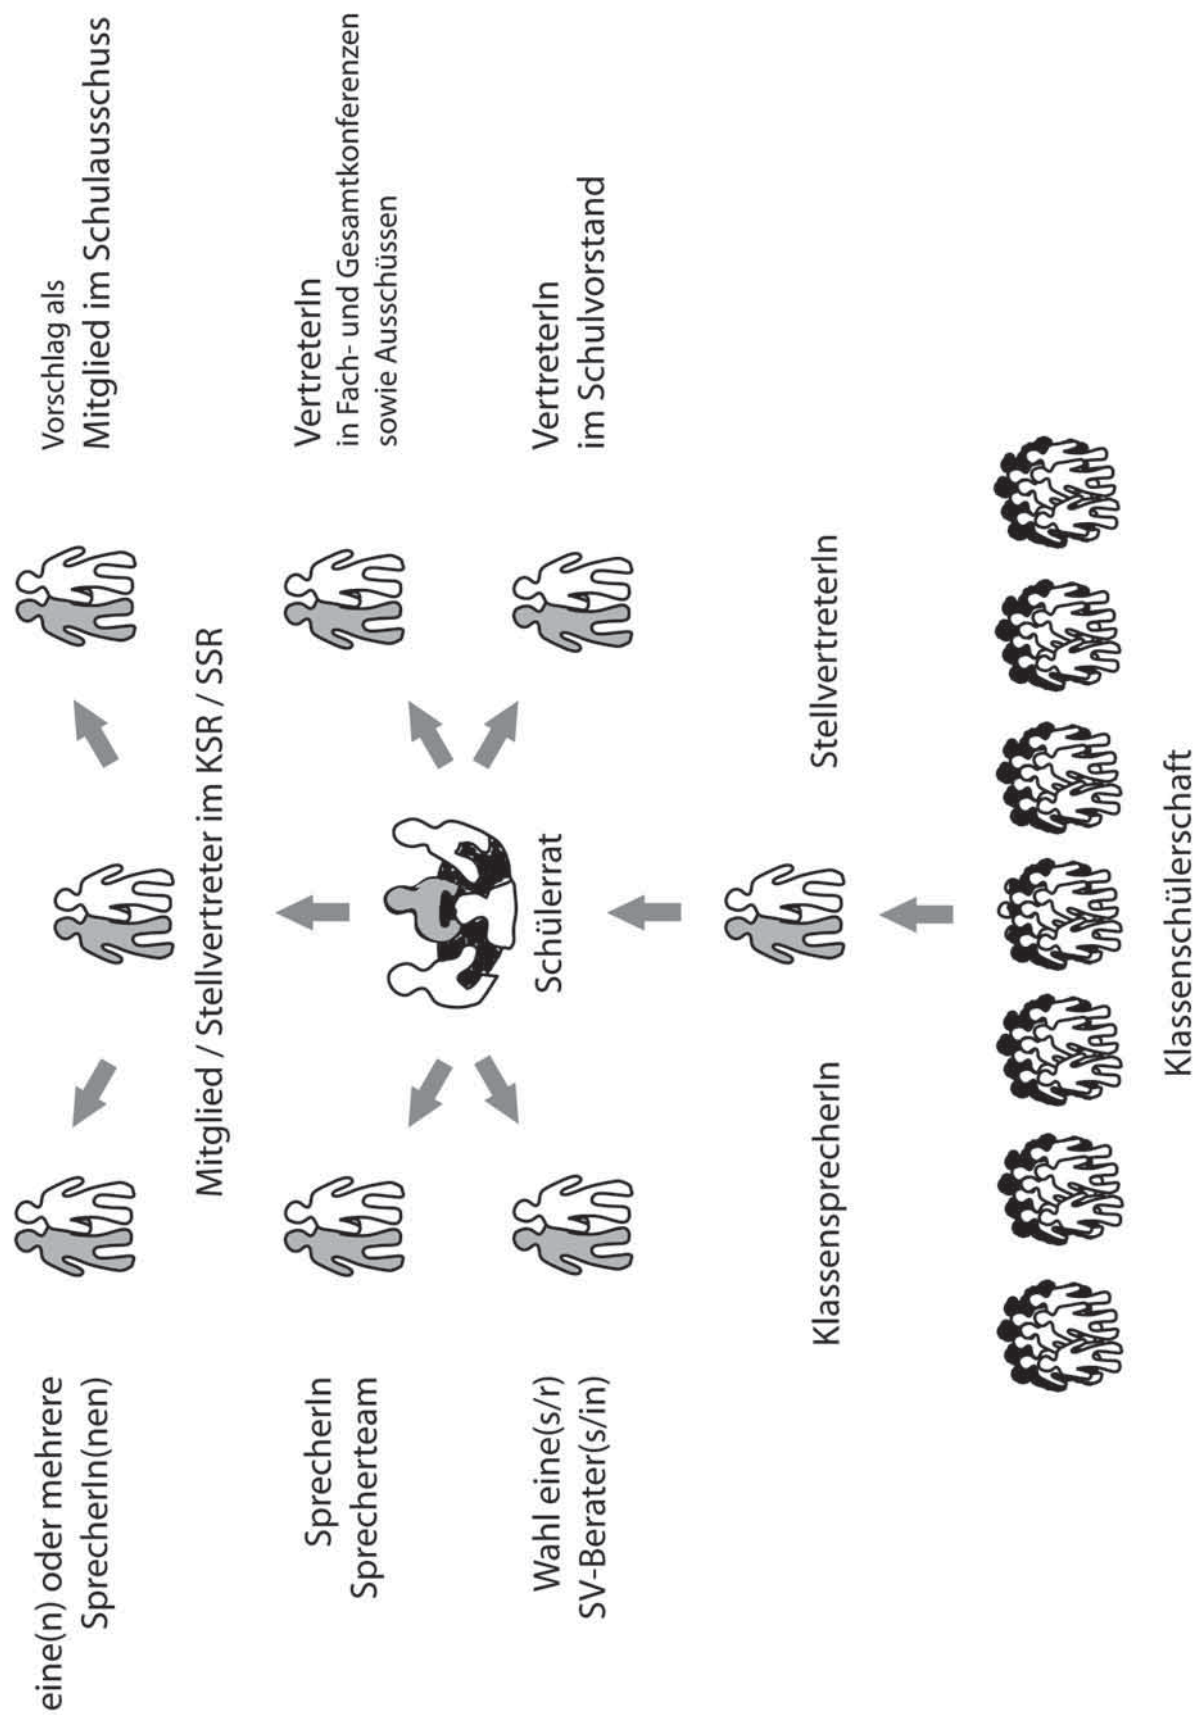 eine(n) oder mehrere
SprecherIn(nen)
Vorschlag als
Mitglied im Schulausschuss
Mitglied / Stellvertreter im KSR / SSR
SprecherIn
Sprecherteam
VertreterIn
in Fach- und Gesamtkonferenzen
sowie Ausschüssen
Wahl eine(s/r)
SV-Berater(s/in)
Schülerrat
VertreterIn
im Schulvorstand
KlassensprecherIn
StellvertreterIn
Klassenschülerschaft